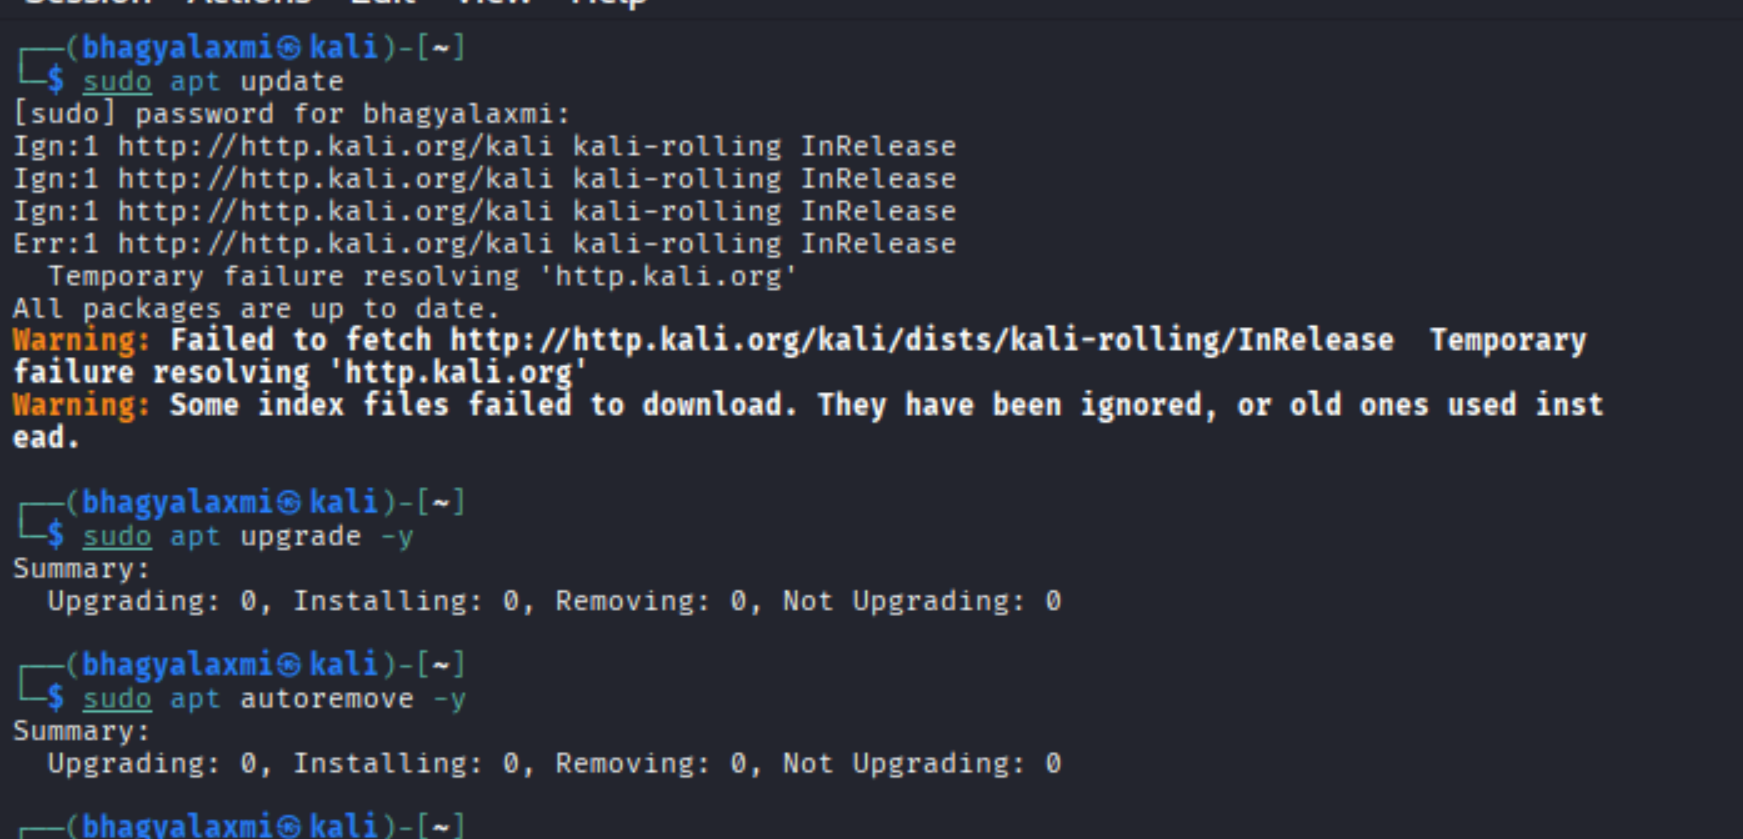 Session Actions Edit View Help
┌──(bhagyalaxmi㉿kali)-[~]
└─$ sudo apt update
[sudo] password for bhagyalaxmi:
Ign:1 http://http.kali.org/kali kali-rolling InRelease
Ign:1 http://http.kali.org/kali kali-rolling InRelease
Ign:1 http://http.kali.org/kali kali-rolling InRelease
Err:1 http://http.kali.org/kali kali-rolling InRelease
  Temporary failure resolving 'http.kali.org'
All packages are up to date.
Warning: Failed to fetch http://http.kali.org/kali/dists/kali-rolling/InRelease  Temporary
failure resolving 'http.kali.org'
Warning: Some index files failed to download. They have been ignored, or old ones used inst
ead.
┌──(bhagyalaxmi㉿kali)-[~]
└─$ sudo apt upgrade -y
Summary:
  Upgrading: 0, Installing: 0, Removing: 0, Not Upgrading: 0
┌──(bhagyalaxmi㉿kali)-[~]
└─$ sudo apt autoremove -y
Summary:
  Upgrading: 0, Installing: 0, Removing: 0, Not Upgrading: 0
┌──(bhagyalaxmi㉿kali)-[~]